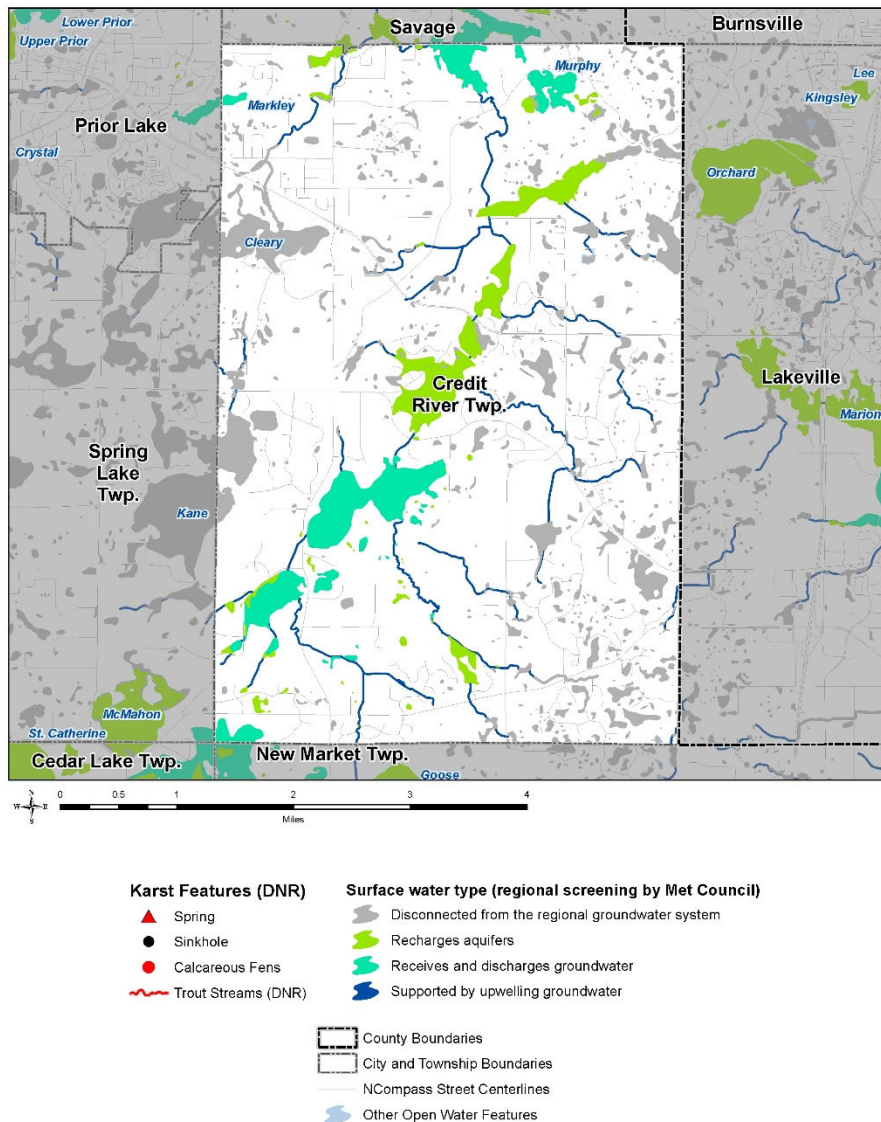 Lower Prior
Upper Prior
Savage
Burnsville
Murphy
Lee
Kingsley
Markley
Prior Lake
Crystal
Orchard
Cleary
Credit
River Twp.
Lakeville
Marion
Spring
Lake
Twp.
Kane
McMahon
St. Catherine
Cedar Lake Twp.
New Market Twp.
Goose
N
W
E
S
0 0.5 1 2 3 4
Miles
Karst Features (DNR)
Spring
Sinkhole
Calcareous Fens
Trout Streams (DNR)
Surface water type (regional screening by Met Council)
Disconnected from the regional groundwater system
Recharges aquifers
Receives and discharges groundwater
Supported by upwelling groundwater
County Boundaries
City and Township Boundaries
NCompass Street Centerlines
Other Open Water Features